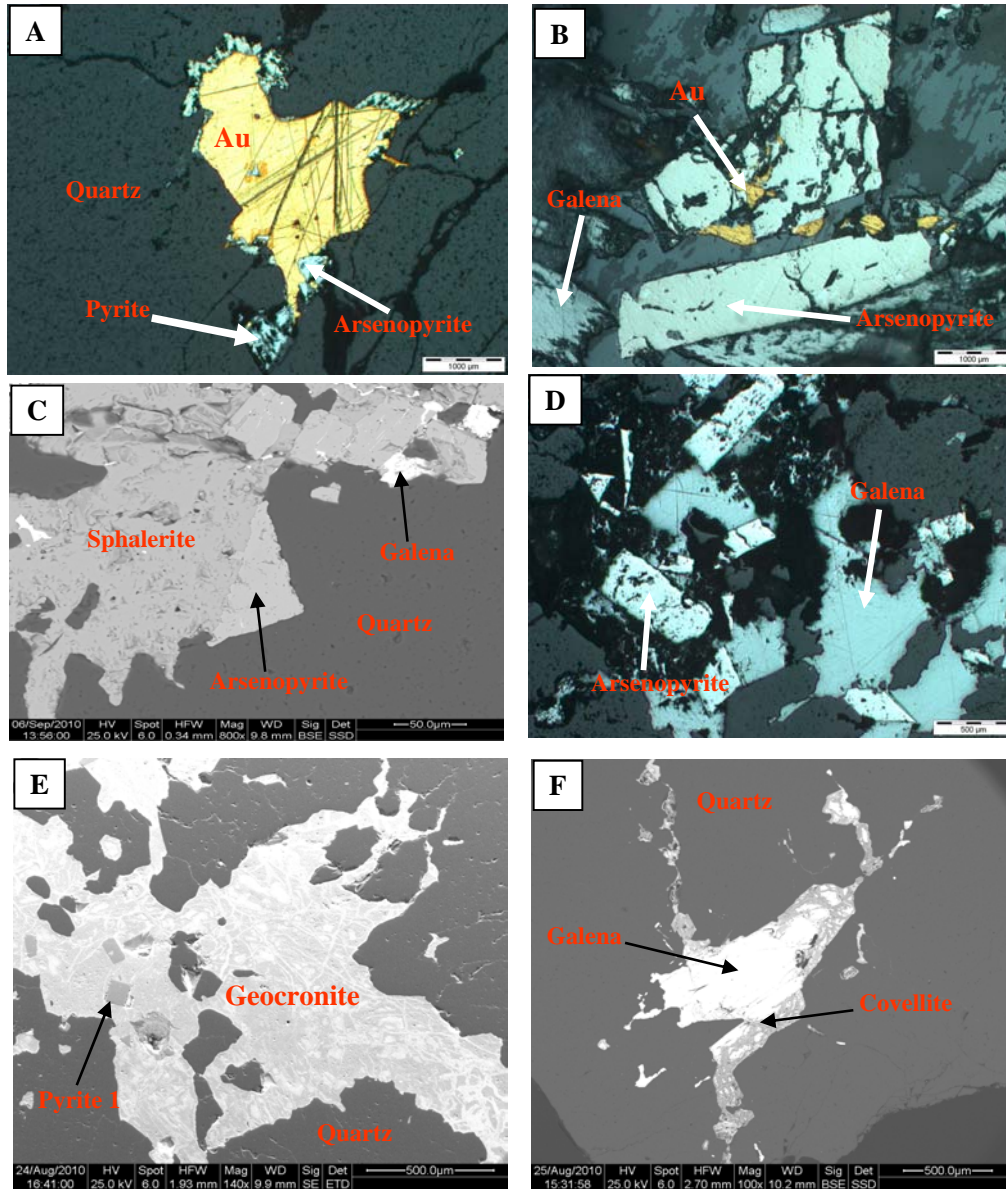 A
Au
Quartz
Pyrite
Arsenopyrite
1000 µm
B
Au
Galena
Arsenopyrite
1000 µm
C
Sphalerite
Galena
Quartz
Arsenopyrite
06/Sep/2010 HV Spot HFW Mag WD Sig Det
13:56:00 25.0 kV 6.0 0.34 mm 800x 9.8 mm BSE SSD
50.0µm
D
Galena
Arsenopyrite
500 µm
E
Geocronite
Pyrite 1
Quartz
24/Aug/2010 HV Spot HFW Mag WD Sig Det
16:41:00 25.0 kV 6.0 1.93 mm 140x 9.9 mm SE ETD
500.0µm
F
Quartz
Galena
Covellite
25/Aug/2010 HV Spot HFW Mag WD Sig Det
15:31:58 25.0 kV 6.0 2.70 mm 100x 10.2 mm BSE SSD
500.0µm